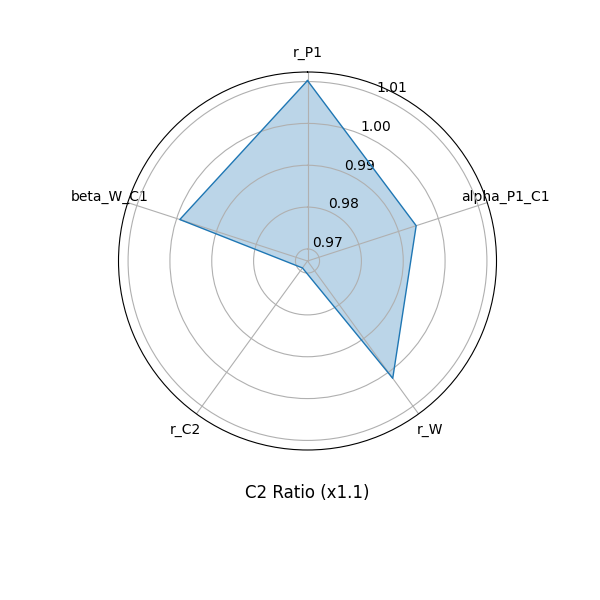 r_P1
1.01
1.00
0.99
0.98
0.97
beta_W_C1
alpha_P1_C1
r_C2
r_W
C2 Ratio (x1.1)